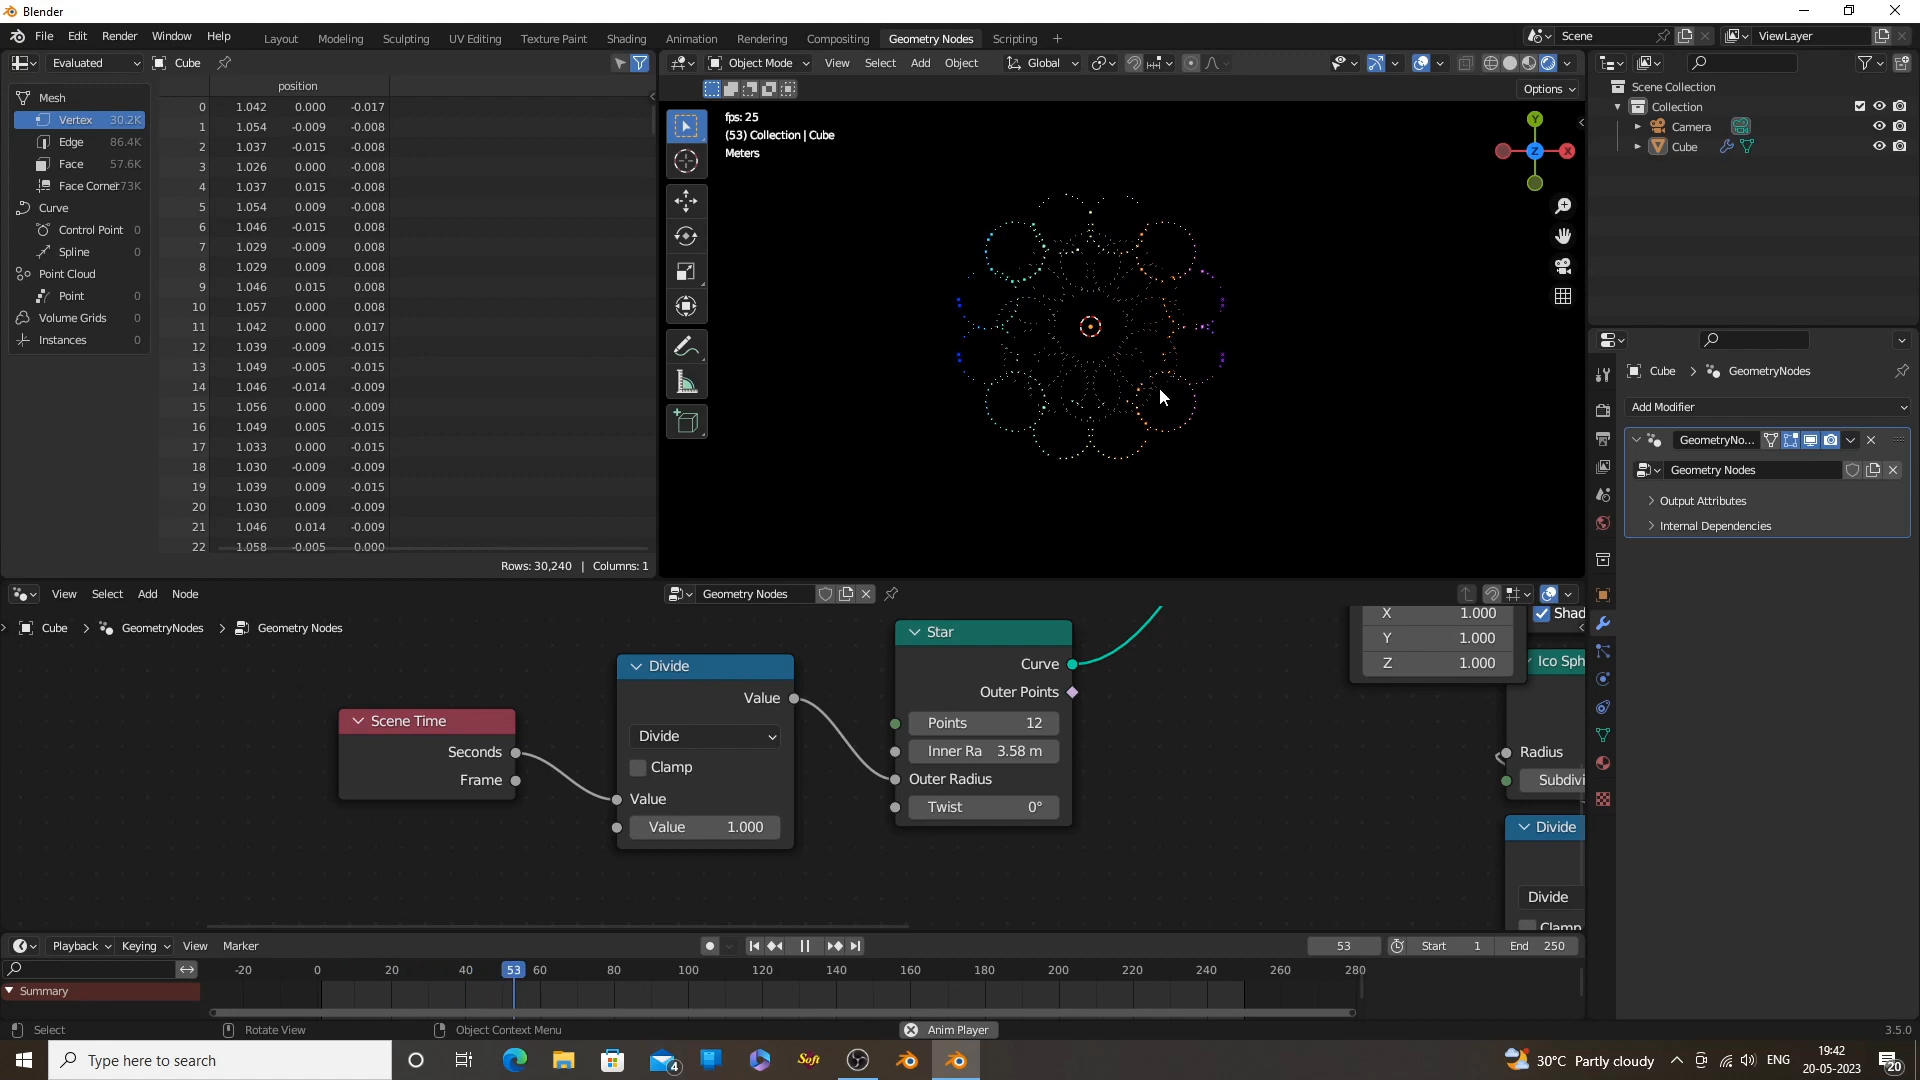 Blender
File Edit Render Window Help Layout Modeling Sculpting UV Editing Texture Paint Shading Animation Rendering Compositing Geometry Nodes Scripting + Scene ViewLayer
Evaluated Cube
Object Mode View Select Add Object Global
Options
position
Mesh
Vertex 30.2K
Edge 86.4K
Face 57.6K
Face Corner 73K
Curve
Control Point 0
Spline 0
Point Cloud
Point 0
Volume Grids 0
Instances 0
0 1.042 0.000 -0.017
1 1.054 -0.009 -0.008
2 1.037 -0.015 -0.008
3 1.026 0.000 -0.008
4 1.037 0.015 -0.008
5 1.054 0.009 -0.008
6 1.046 -0.015 0.008
7 1.029 -0.009 0.008
8 1.029 0.009 0.008
9 1.046 0.015 0.008
10 1.057 0.000 0.008
11 1.042 0.000 0.017
12 1.039 -0.009 -0.015
13 1.049 -0.005 -0.015
14 1.046 -0.014 -0.009
15 1.056 0.000 -0.009
16 1.049 0.005 -0.015
17 1.033 0.000 -0.015
18 1.030 -0.009 -0.009
19 1.039 0.009 -0.015
20 1.030 0.009 -0.009
21 1.046 0.014 -0.009
22 1.058 -0.005 0.000
Rows: 30,240 | Columns: 1
fps: 25
(53) Collection | Cube
Meters
Y
Z X
Scene Collection
Collection
Camera
Cube
Cube > GeometryNodes
Add Modifier
GeometryNo...
Geometry Nodes
Output Attributes
Internal Dependencies
View Select Add Node Geometry Nodes
Cube > GeometryNodes > Geometry Nodes
Scene Time
Seconds
Frame
Divide
Value
Divide
Clamp
Value
Value 1.000
Star
Curve
Outer Points
Points 12
Inner Ra 3.58 m
Outer Radius
Twist 0°
X 1.000
Y 1.000
Z 1.000
Shad
Ico Sph
Radius
Subdivi
Divide
Divide
Clamp
Playback Keying View Marker 53 Start 1 End 250
-20 0 20 40 53 60 80 100 120 140 160 180 200 220 240 260 280
Summary
Select Rotate View Object Context Menu Anim Player 3.5.0
Type here to search 4 Soft 30°C Partly cloudy ENG 19:42
20-05-2023 20